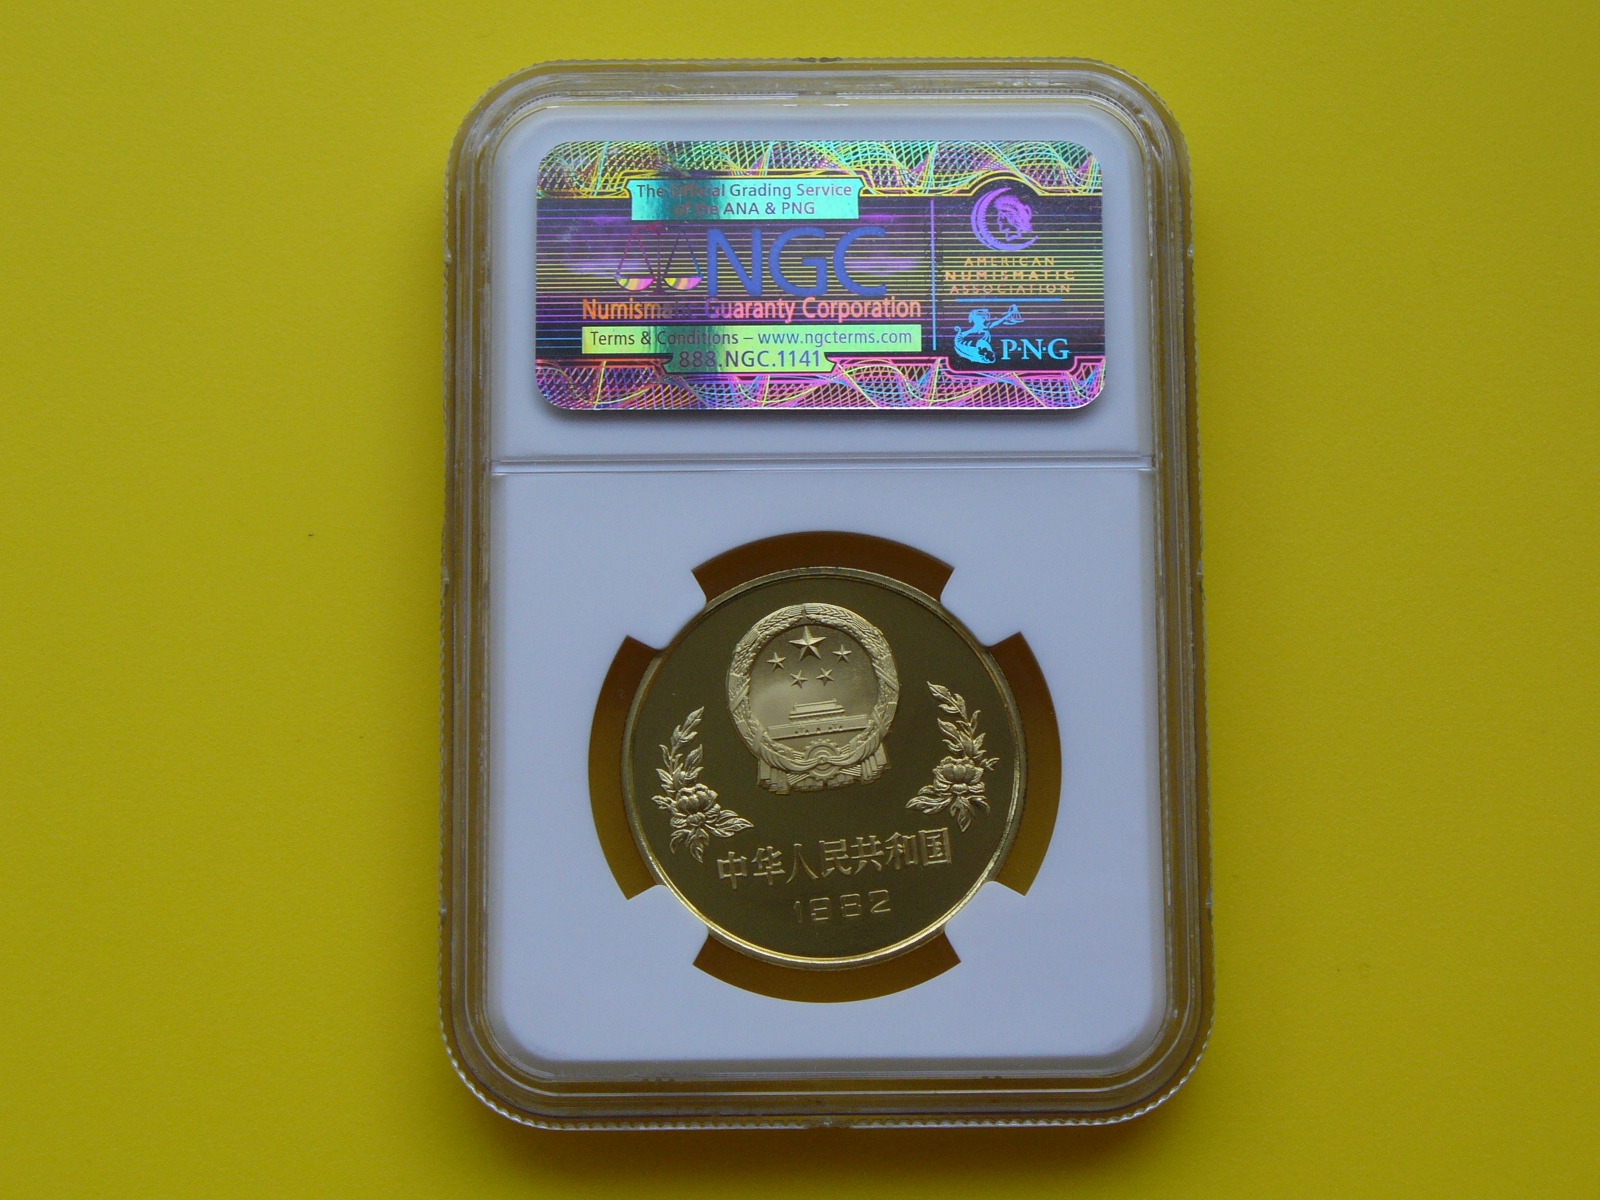 The Official Grading Service
of the ANA & PNG
NGC
Numismatic Guaranty Corporation
Terms & Conditions – www.ngcterms.com
888.NGC.1141
AMERICAN
NUMISMATIC
ASSOCIATION
P·N·G
中华人民共和国
1982